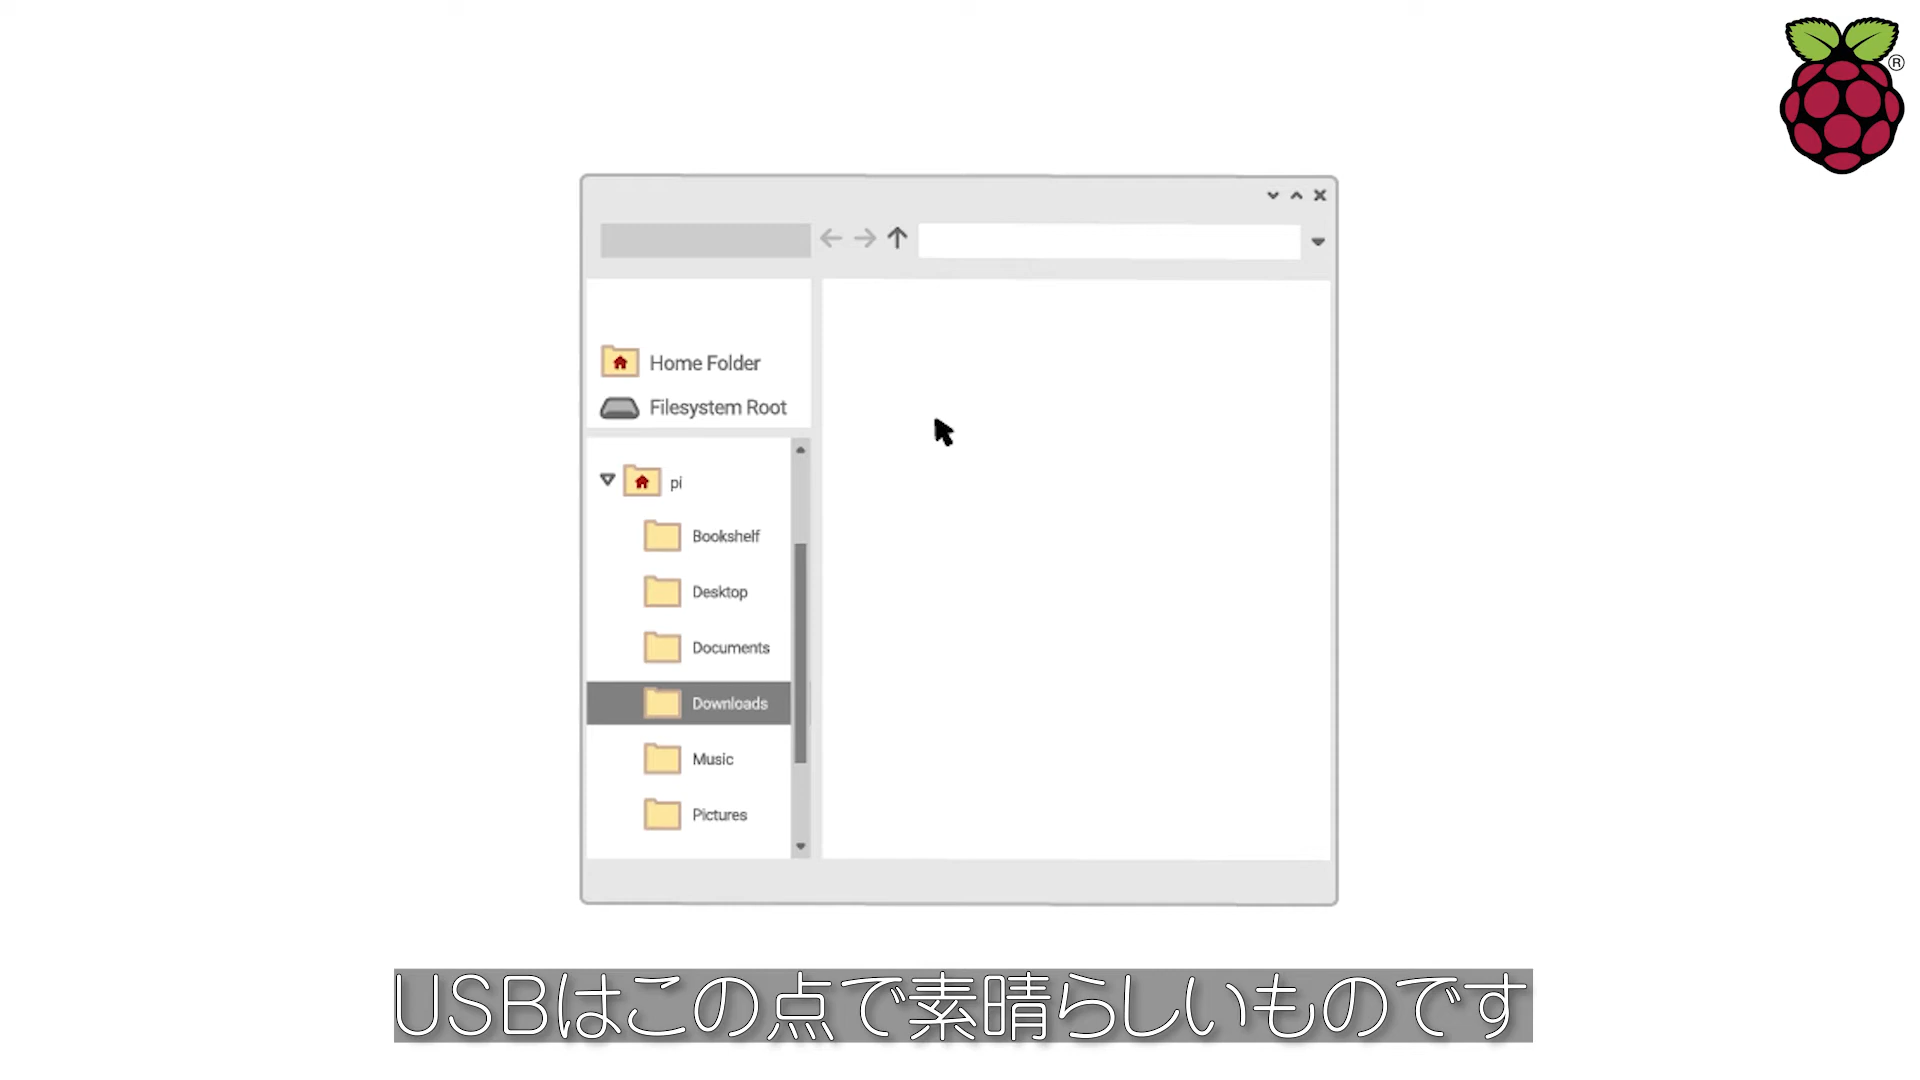 ®
Home Folder
Filesystem Root
pi
Bookshelf
Desktop
Documents
Downloads
Music
Pictures
USBはこの点で素晴らしいものです